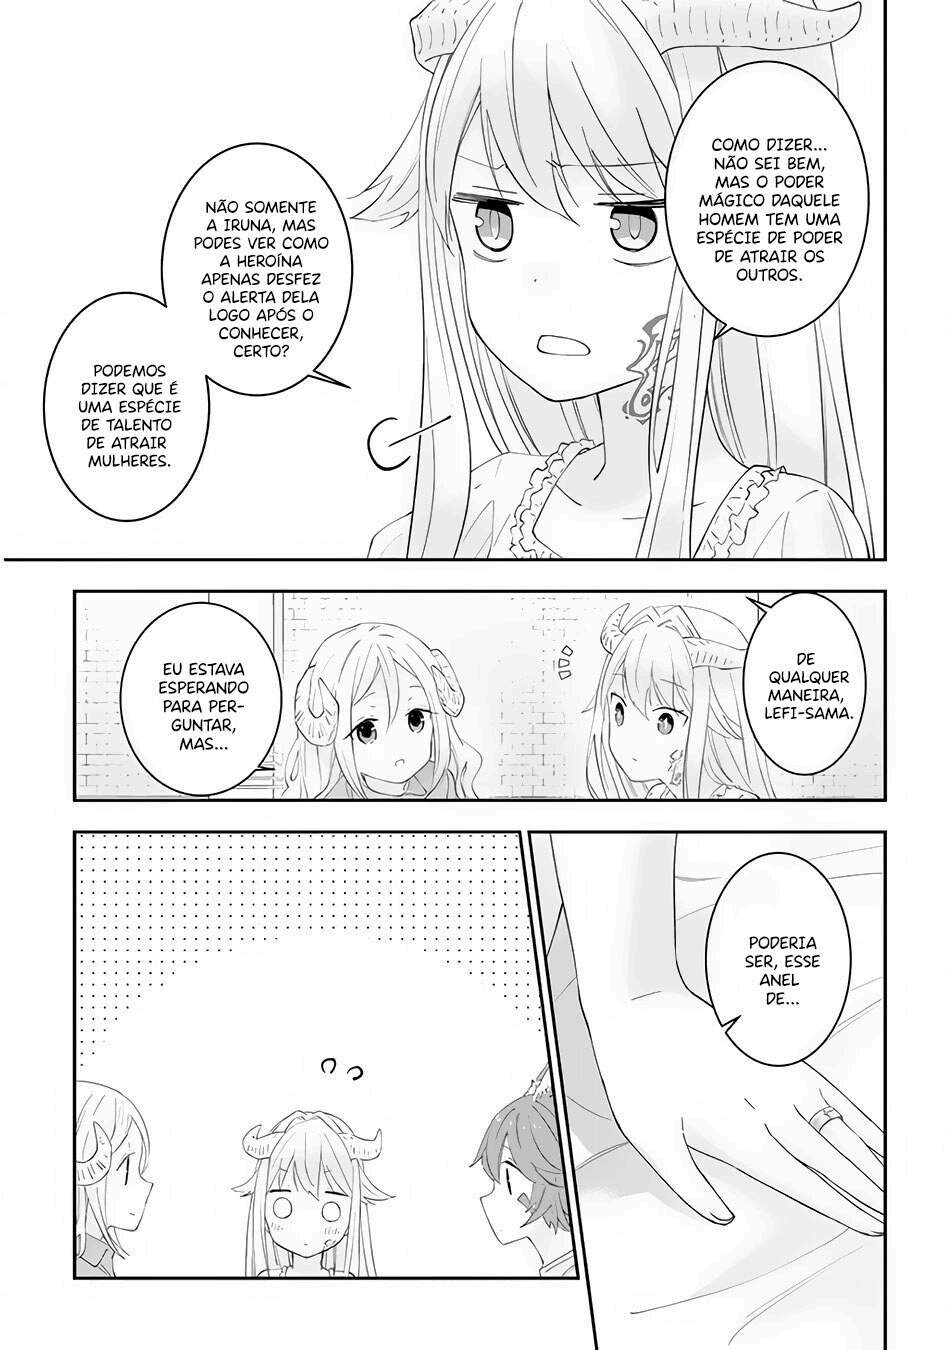 COMO DIZER...
NÃO SEI BEM,
MAS O PODER
MÁGICO DAQUELE
HOMEM TEM UMA
ESPÉCIE DE PODER
DE ATRAIR OS
OUTROS.
NÃO SOMENTE
A IRUNA, MAS
PODES VER COMO
A HEROÍNA
APENAS DESFEZ
O ALERTA DELA
LOGO APÓS O
CONHECER,
CERTO?
PODEMOS
DIZER QUE É
UMA ESPÉCIE
DE TALENTO
DE ATRAIR
MULHERES.
DE
QUALQUER
MANEIRA,
LEFI-SAMA.
EU ESTAVA
ESPERANDO
PARA PER-
GUNTAR,
MAS...
PODERIA
SER, ESSE
ANEL
DE...